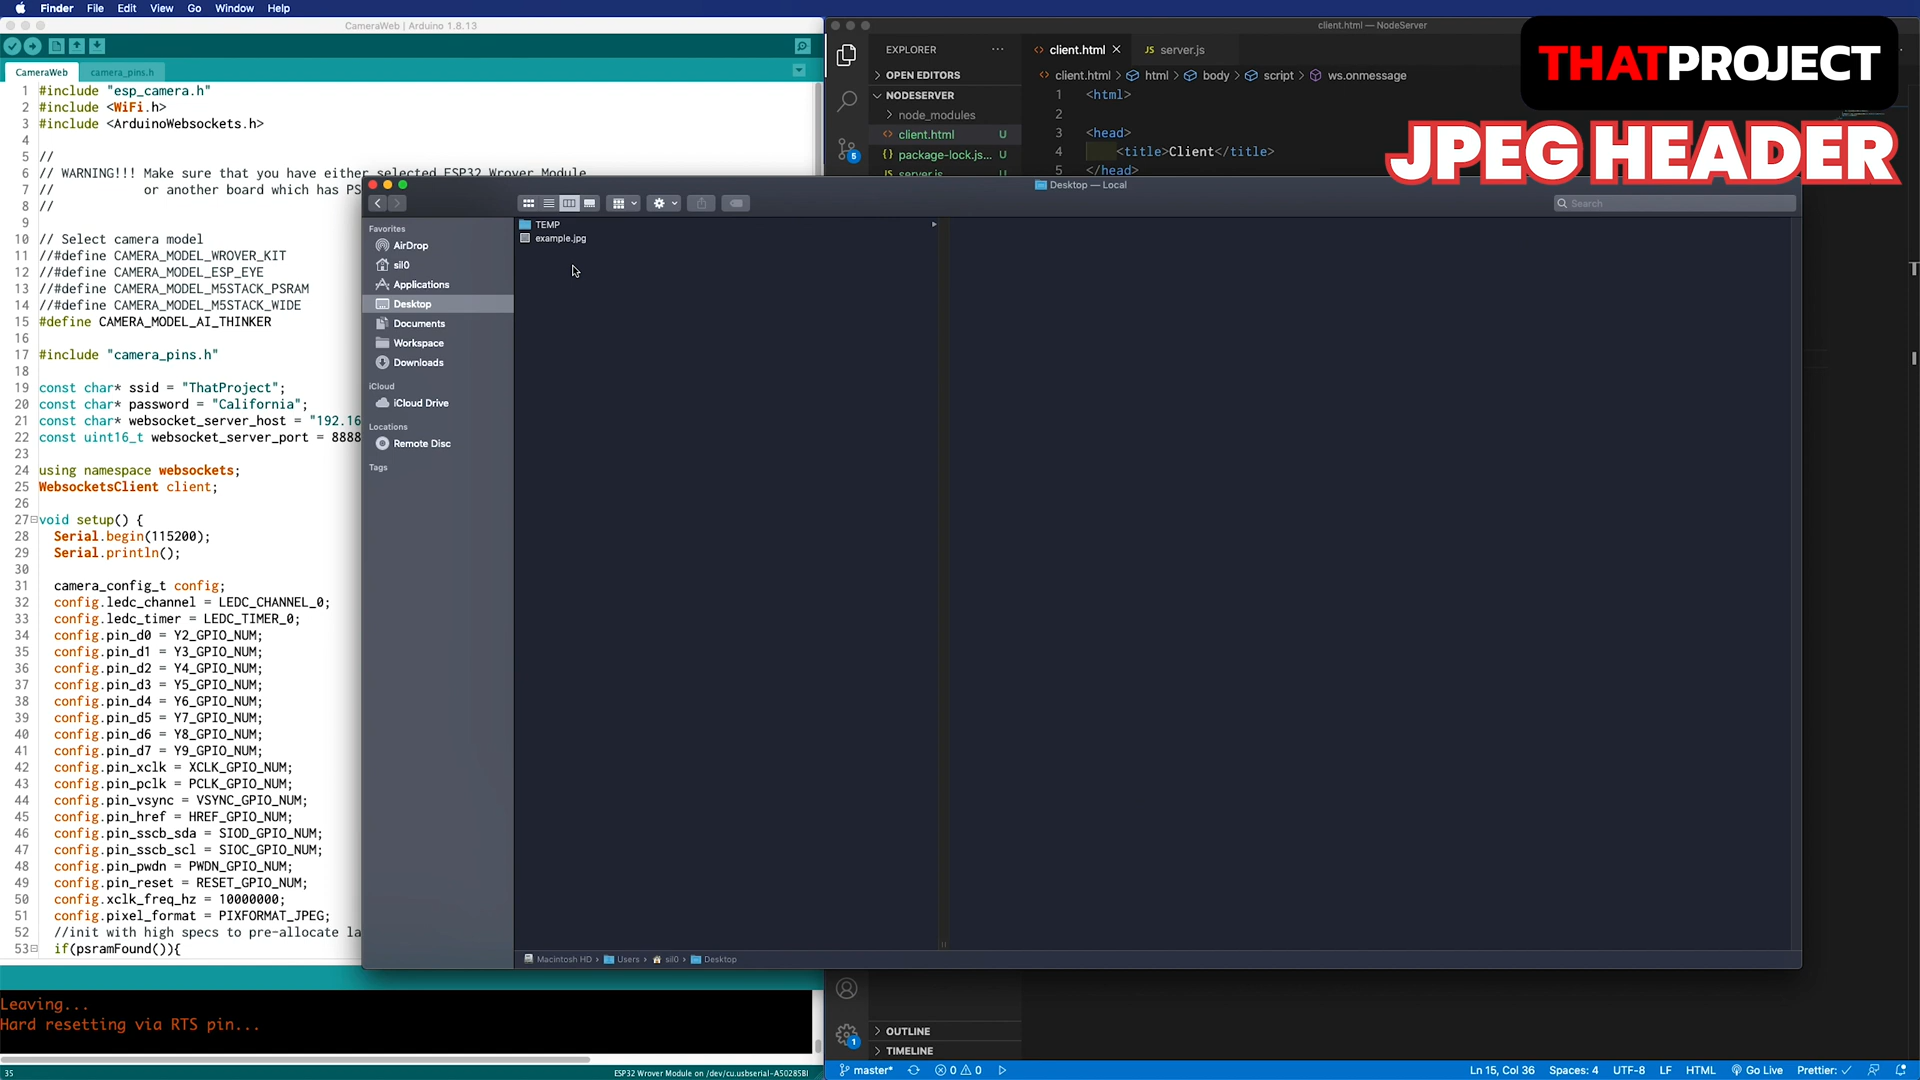 Finder File Edit View Go Window Help
CameraWeb | Arduino 1.8.13
CameraWeb
camera_pins.h
1 #include "esp_camera.h"
2 #include <WiFi.h>
3 #include <ArduinoWebsockets.h>
4
5 //
6 // WARNING!!! Make sure that you have either selected ESP32 Wrover Module,
7 // or another board which has PS
8 //
9
10 // Select camera model
11 //#define CAMERA_MODEL_WROVER_KIT
12 //#define CAMERA_MODEL_ESP_EYE
13 //#define CAMERA_MODEL_M5STACK_PSRAM
14 //#define CAMERA_MODEL_M5STACK_WIDE
15 #define CAMERA_MODEL_AI_THINKER
16
17 #include "camera_pins.h"
18
19 const char* ssid = "ThatProject";
20 const char* password = "California";
21 const char* websocket_server_host = "192.16
22 const uint16_t websocket_server_port = 8888
23
24 using namespace websockets;
25 WebsocketsClient client;
26
27 void setup() {
28 Serial.begin(115200);
29 Serial.println();
30
31 camera_config_t config;
32 config.ledc_channel = LEDC_CHANNEL_0;
33 config.ledc_timer = LEDC_TIMER_0;
34 config.pin_d0 = Y2_GPIO_NUM;
35 config.pin_d1 = Y3_GPIO_NUM;
36 config.pin_d2 = Y4_GPIO_NUM;
37 config.pin_d3 = Y5_GPIO_NUM;
38 config.pin_d4 = Y6_GPIO_NUM;
39 config.pin_d5 = Y7_GPIO_NUM;
40 config.pin_d6 = Y8_GPIO_NUM;
41 config.pin_d7 = Y9_GPIO_NUM;
42 config.pin_xclk = XCLK_GPIO_NUM;
43 config.pin_pclk = PCLK_GPIO_NUM;
44 config.pin_vsync = VSYNC_GPIO_NUM;
45 config.pin_href = HREF_GPIO_NUM;
46 config.pin_sscb_sda = SIOD_GPIO_NUM;
47 config.pin_sscb_scl = SIOC_GPIO_NUM;
48 config.pin_pwdn = PWDN_GPIO_NUM;
49 config.pin_reset = RESET_GPIO_NUM;
50 config.xclk_freq_hz = 10000000;
51 config.pixel_format = PIXFORMAT_JPEG;
52 //init with high specs to pre-allocate la
53 if(psramFound()){
Leaving...
Hard resetting via RTS pin...
35
ESP32 Wrover Module on /dev/cu.usbserial-A50285BI
Desktop — Local
Search
Favorites
AirDrop
sil0
Applications
Desktop
Documents
Workspace
Downloads
iCloud
iCloud Drive
Locations
Remote Disc
Tags
TEMP
example.jpg
Macintosh HD › Users › sil0 › Desktop
client.html — NodeServer
EXPLORER ···
OPEN EDITORS
NODESERVER
node_modules
client.html U
package-lock.js... U
server.js U
5
client.html
JS server.js
client.html › html › body › script › ws.onmessage
1 <html>
2
3 <head>
4 <title>Client</title>
5 </head>
THATPROJECT
JPEG HEADER
OUTLINE
TIMELINE
1
master* 0 0
Ln 15, Col 36 Spaces: 4 UTF-8 LF HTML Go Live Prettier: ✓